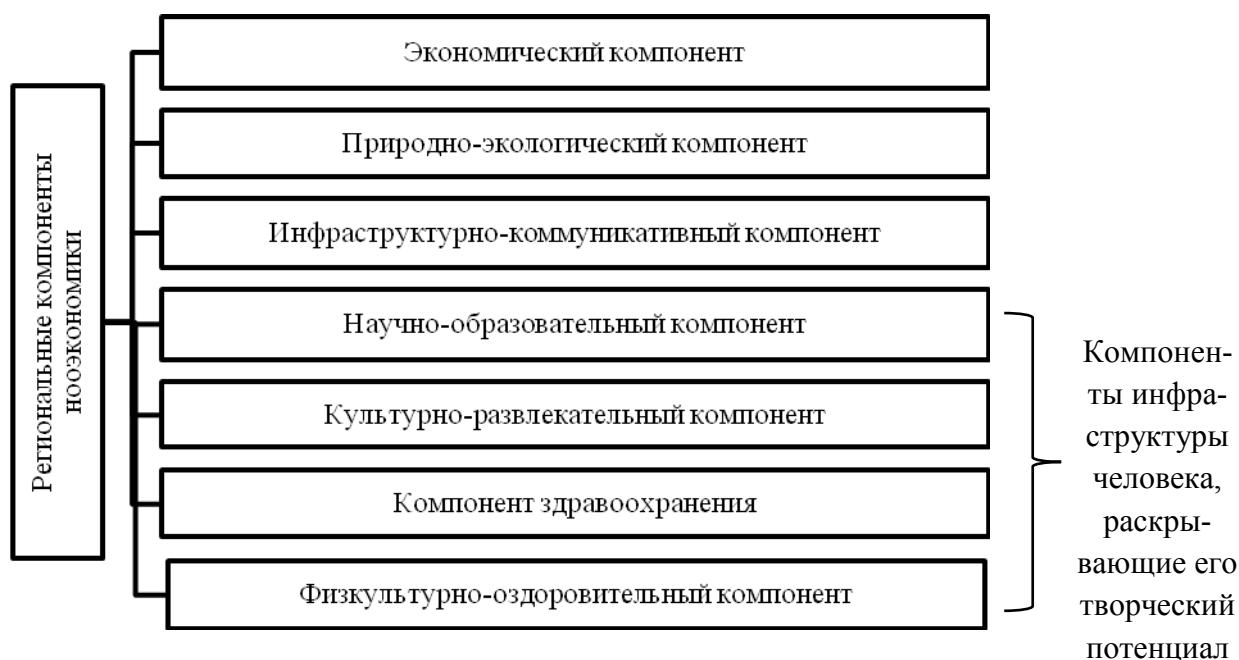 Региональные компоненты
нооэкономики
Экономический компонент
Природно-экологический компонент
Инфраструктурно-коммуникативный компонент
Научно-образовательный компонент
Культурно-развлекательный компонент
Компонент здравоохранения
Физкультурно-оздоровительный компонент
Компонен-
ты инфра-
структуры
человека,
раскры-
вающие его
творческий
потенциал